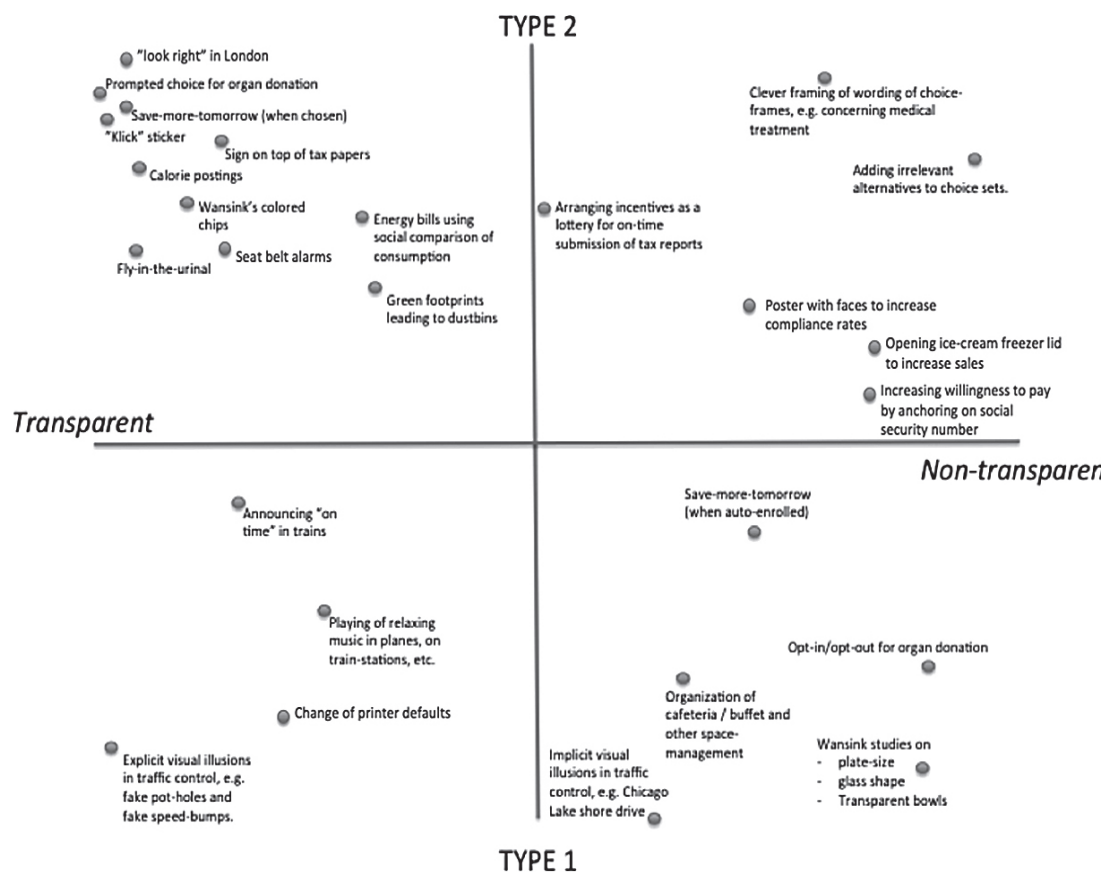 TYPE 2
"look right" in London
Prompted choice for organ donation
Save-more-tomorrow (when chosen)
"Klick" sticker
Sign on top of tax papers
Calorie postings
Wansink's colored
chips
Energy bills using
social comparison of
consumption
Fly-in-the-urinal
Seat belt alarms
Green footprints
leading to dustbins
Clever framing of wording of choice-
frames, e.g. concerning medical
treatment
Adding irrelevant
alternatives to choice sets.
Arranging incentives as a
lottery for on-time
submission of tax reports
Poster with faces to increase
compliance rates
Opening ice-cream freezer lid
to increase sales
Increasing willingness to pay
by anchoring on social
security number
Transparent
Non-transparen
Announcing "on
time" in trains
Playing of relaxing
music in planes, on
train-stations, etc.
Change of printer defaults
Explicit visual illusions
in traffic control, e.g.
fake pot-holes and
fake speed-bumps.
Save-more-tomorrow
(when auto-enrolled)
Opt-in/opt-out for organ donation
Organization of
cafeteria / buffet and
other space-
management
Implicit visual
illusions in traffic
control, e.g. Chicago
Lake shore drive
Wansink studies on
- plate-size
- glass shape
- Transparent bowls
TYPE 1